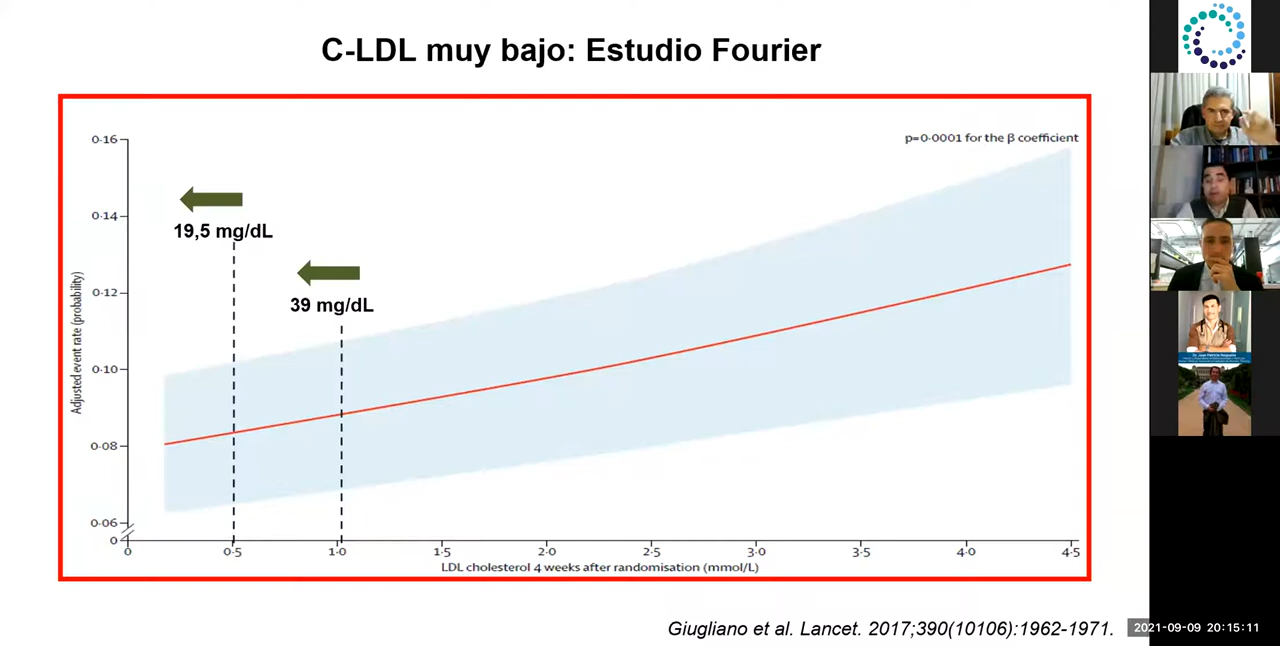 C-LDL muy bajo: Estudio Fourier
p=0·0001 for the β coefficient
0·16
0·14
0·12
0·10
0·08
0·06
0
Adjusted event rate (probability)
19,5 mg/dL
39 mg/dL
0
0·5
1·0
1·5
2·0
2·5
3·0
3·5
4·0
4·5
LDL cholesterol 4 weeks after randomisation (mmol/L)
Giugliano et al. Lancet. 2017;390(10106):1962-1971.
2021-09-09 20:15:11